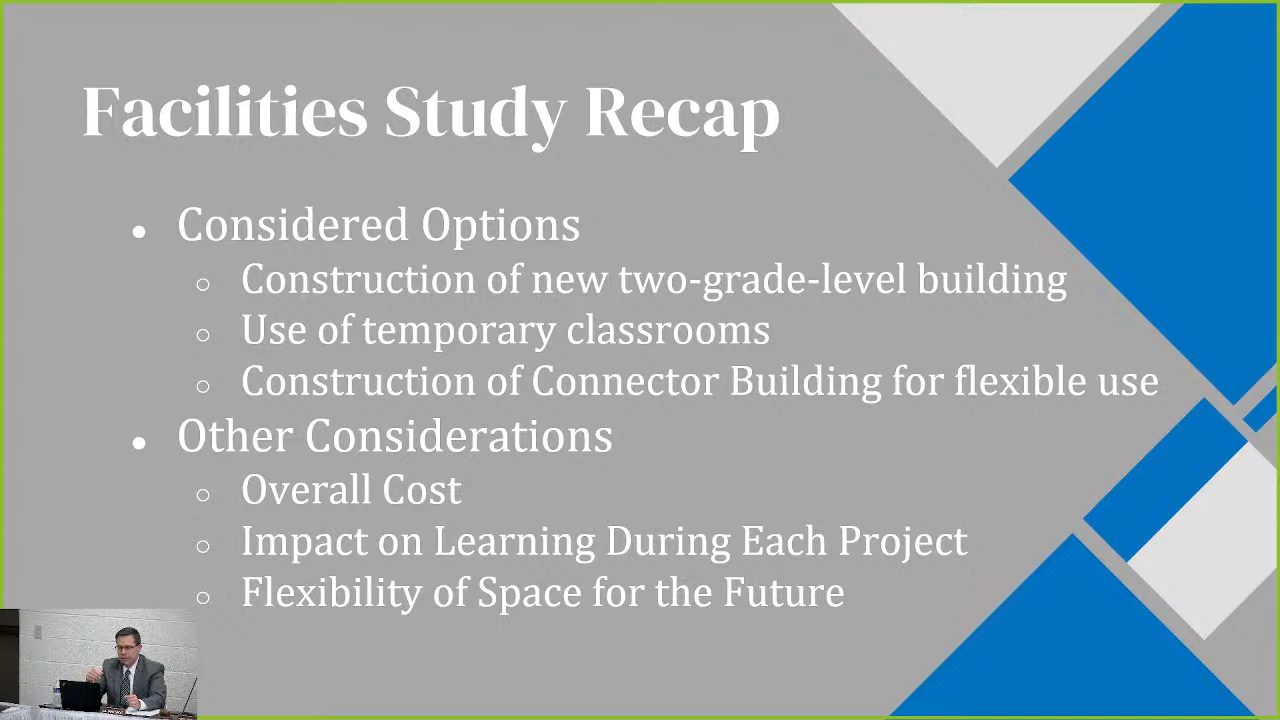 Facilities Study Recap
● Considered Options
○ Construction of new two-grade-level building
○ Use of temporary classrooms
○ Construction of Connector Building for flexible use
● Other Considerations
○ Overall Cost
○ Impact on Learning During Each Project
○ Flexibility of Space for the Future